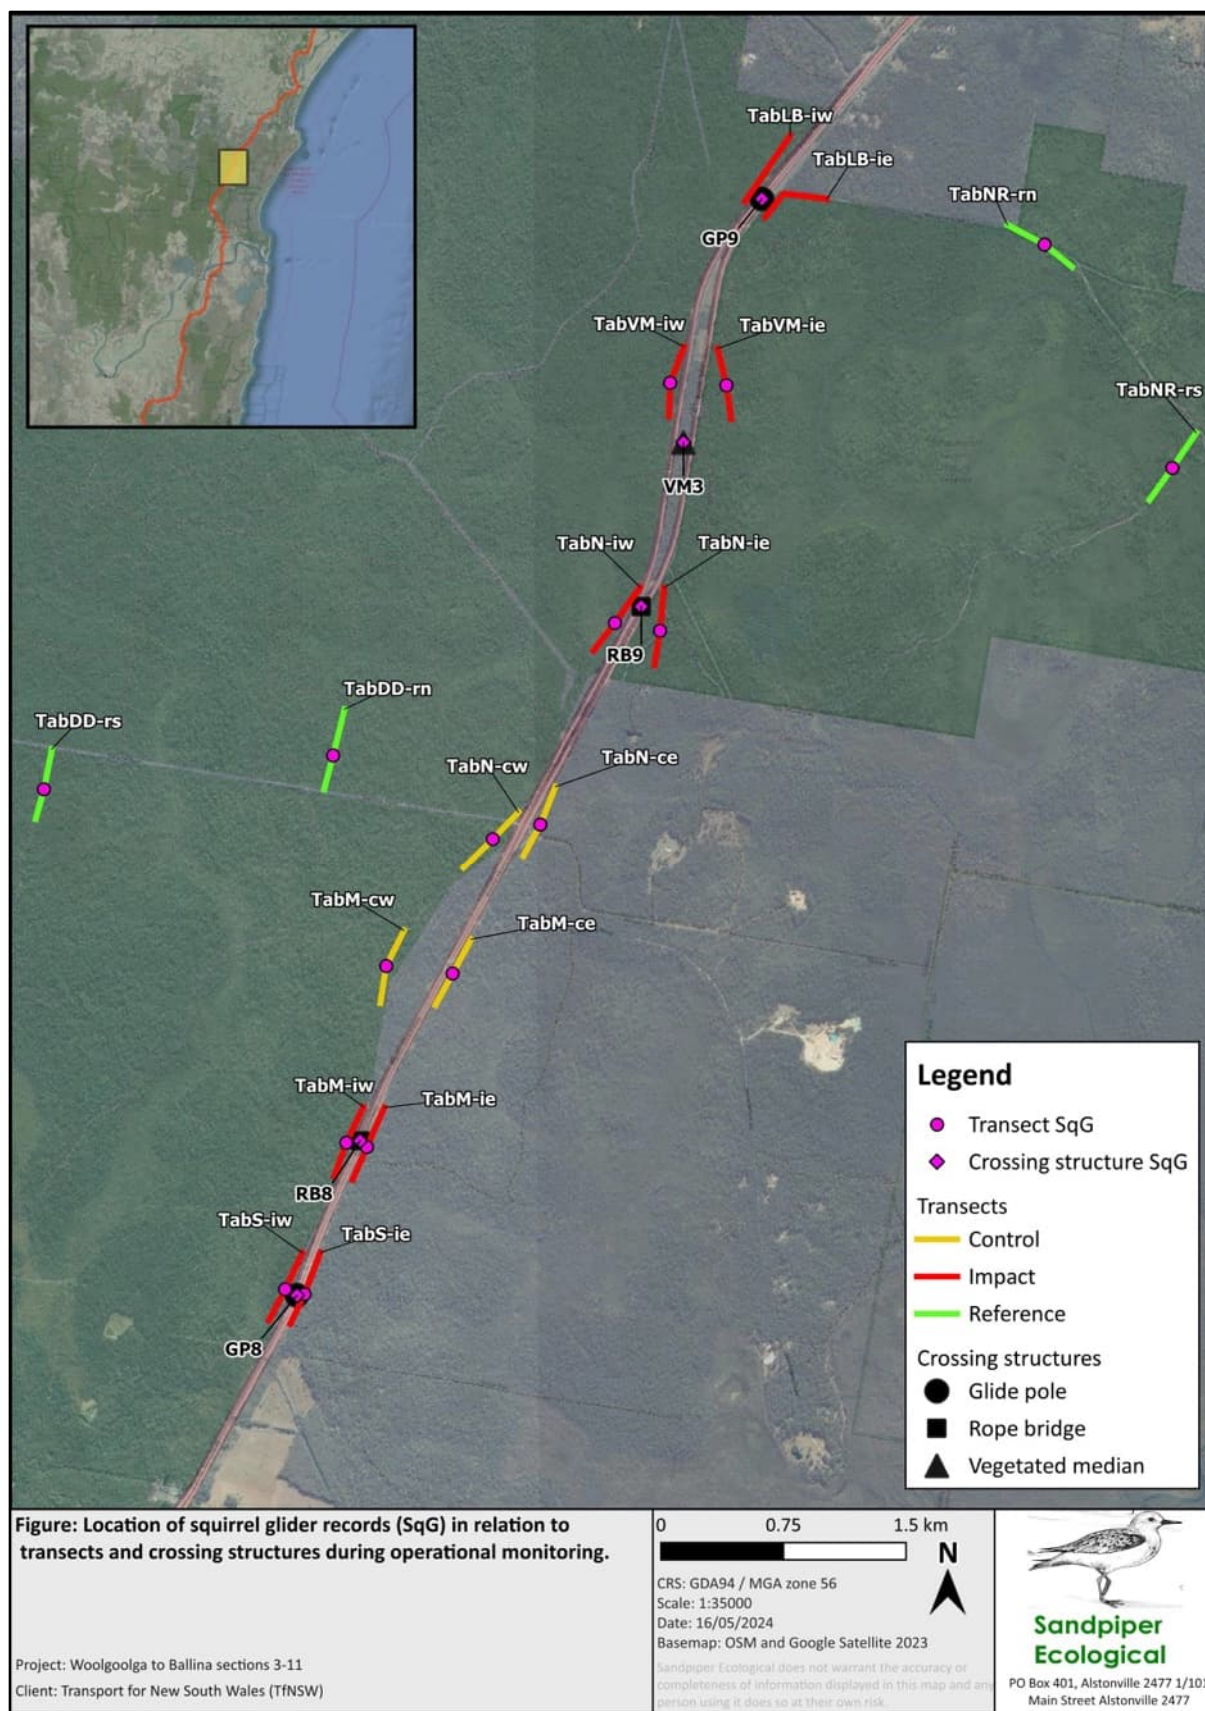 TabLB-iw
TabLB-ie
TabNR-rn
GP9
TabVM-iw
TabVM-ie
TabNR-rs
VM3
TabN-iw
TabN-ie
RB9
TabDD-rn
TabDD-rs
TabN-cw
TabN-ce
TabM-cw
TabM-ce
TabM-iw
TabM-ie
RB8
TabS-iw
TabS-ie
GP8
Legend
Transect SqG
Crossing structure SqG
Transects
Control
Impact
Reference
Crossing structures
Glide pole
Rope bridge
Vegetated median
Figure: Location of squirrel glider records (SqG) in relation to
transects and crossing structures during operational monitoring.
Project: Woolgoolga to Ballina sections 3-11
Client: Transport for New South Wales (TfNSW)
0 0.75 1.5 km
N
CRS: GDA94 / MGA zone 56
Scale: 1:35000
Date: 16/05/2024
Basemap: OSM and Google Satellite 2023
Sandpiper Ecological does not warrant the accuracy or
completeness of information displayed in this map and any
person using it does so at their own risk.
Sandpiper
Ecological
PO Box 401, Alstonville 2477 1/101
Main Street Alstonville 2477